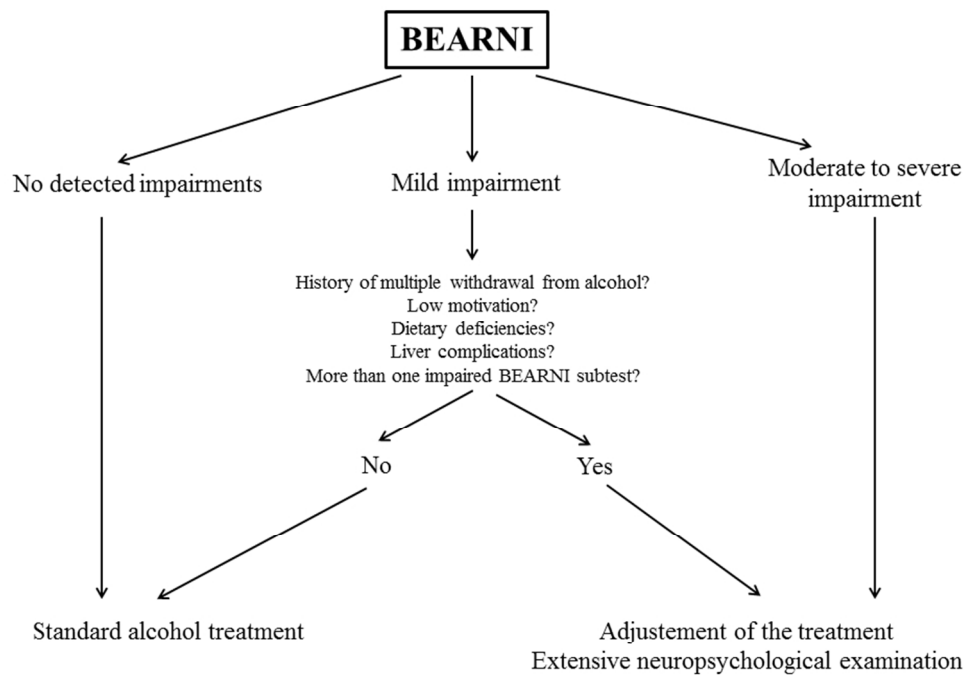 BEARNI
No detected impairments
Mild impairment
Moderate to severe
impairment
History of multiple withdrawal from alcohol?
Low motivation?
Dietary deficiencies?
Liver complications?
More than one impaired BEARNI subtest?
No
Yes
Standard alcohol treatment
Adjustement of the treatment
Extensive neuropsychological examination